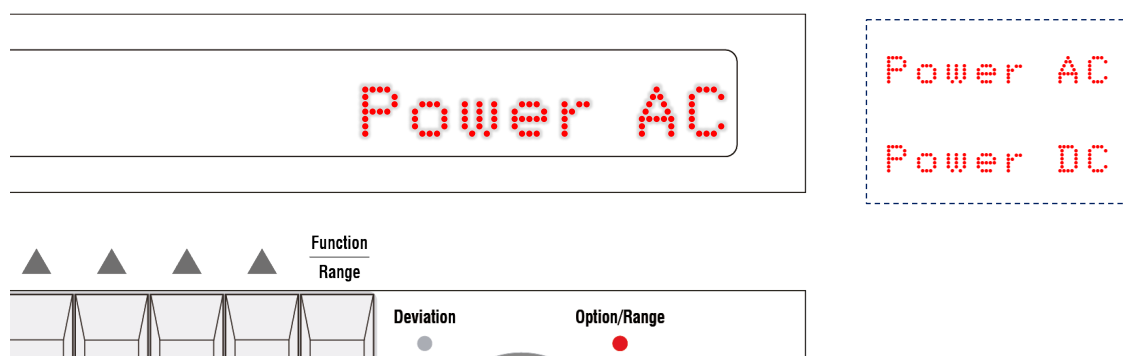 Power AC
Power AC
Power DC
Function
Range
Deviation
Option/Range